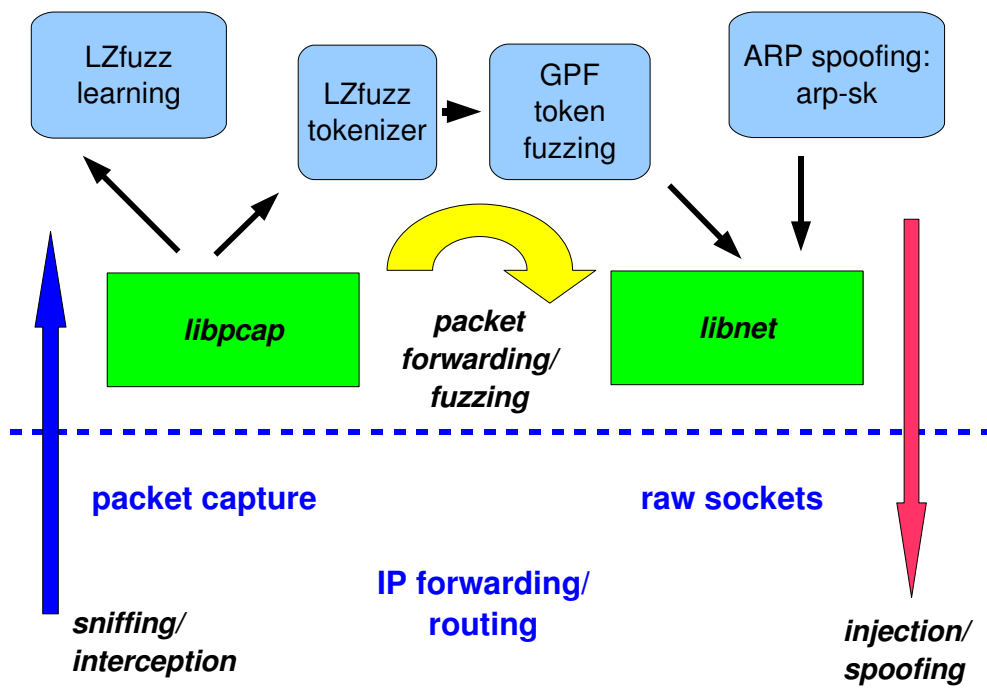 LZfuzz
learning
LZfuzz
tokenizer
GPF
token
fuzzing
ARP spoofing:
arp-sk
libpcap
packet
forwarding/
fuzzing
libnet
packet capture
raw sockets
IP forwarding/
routing
sniffing/
interception
injection/
spoofing